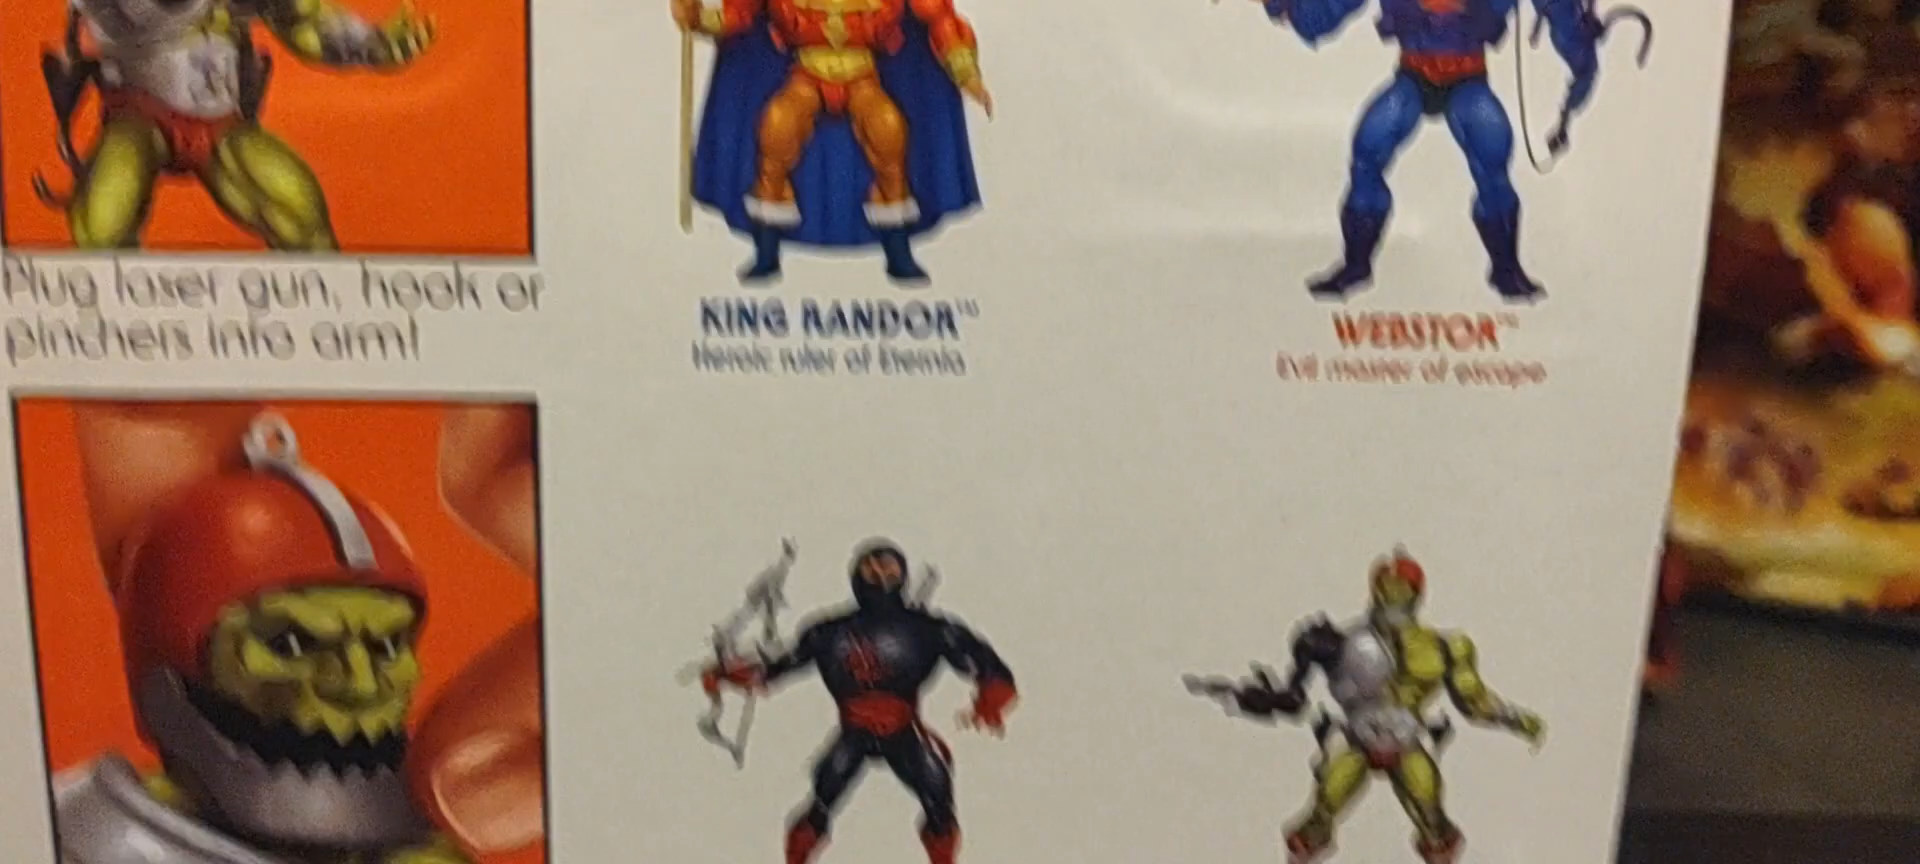 Plug laser gun, hook or
pinchers into arm!
KING RANDOR™
Heroic ruler of Eternia
WEBSTOR™
Evil master of escape